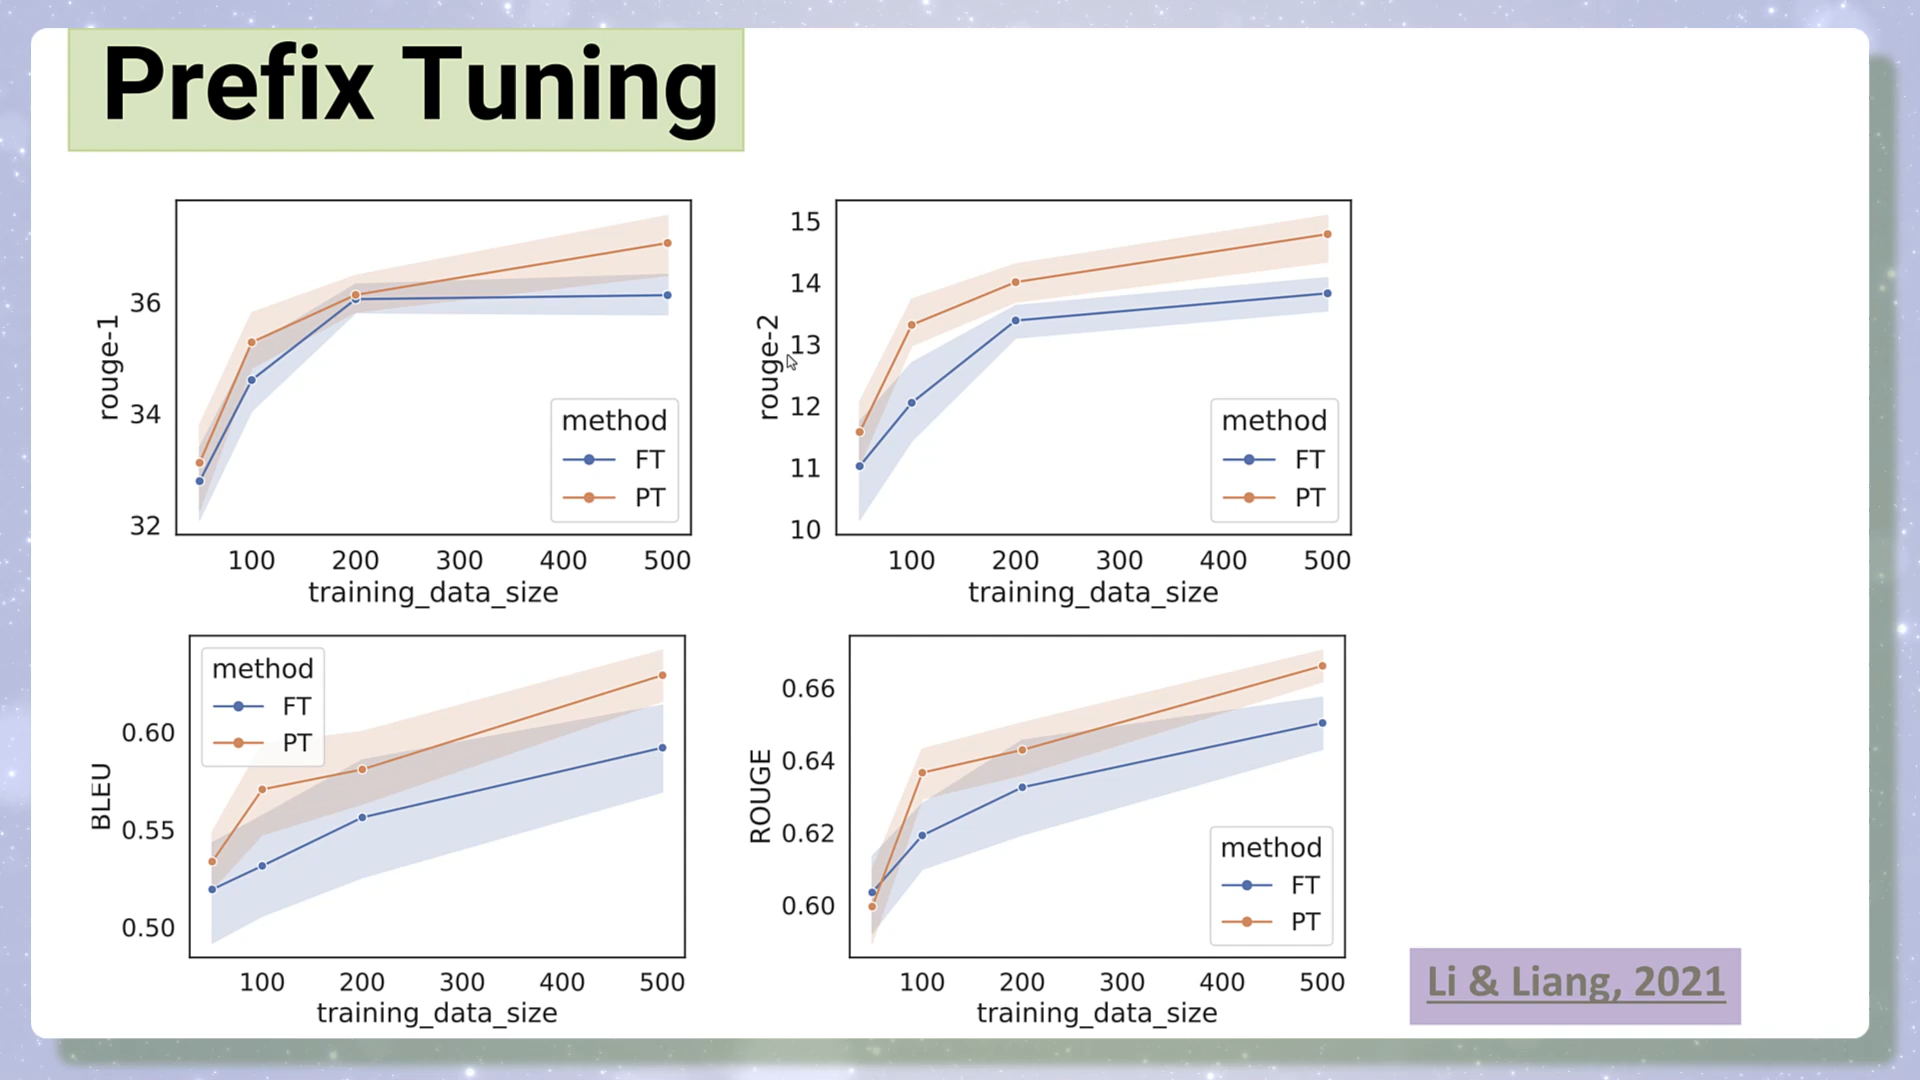 Prefix Tuning
rouge-1
36
34
32
method
FT
PT
100 200 300 400 500
training_data_size
rouge-2
15
14
13
12
11
10
method
FT
PT
100 200 300 400 500
training_data_size
BLEU
0.60
0.55
0.50
method
FT
PT
100 200 300 400 500
training_data_size
ROUGE
0.66
0.64
0.62
0.60
method
FT
PT
100 200 300 400 500
training_data_size
Li & Liang, 2021